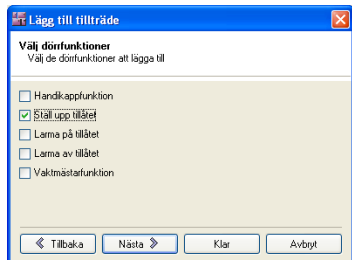 Lägg till tillträde
Välj dörrfunktioner
Välj de dörrfunktioner att lägga till
Handikappfunktion
Ställ upp tillåtet
Larma på tillåtet
Larma av tillåtet
Vaktmästarfunktion
Tillbaka
Nästa
Klar
Avbryt